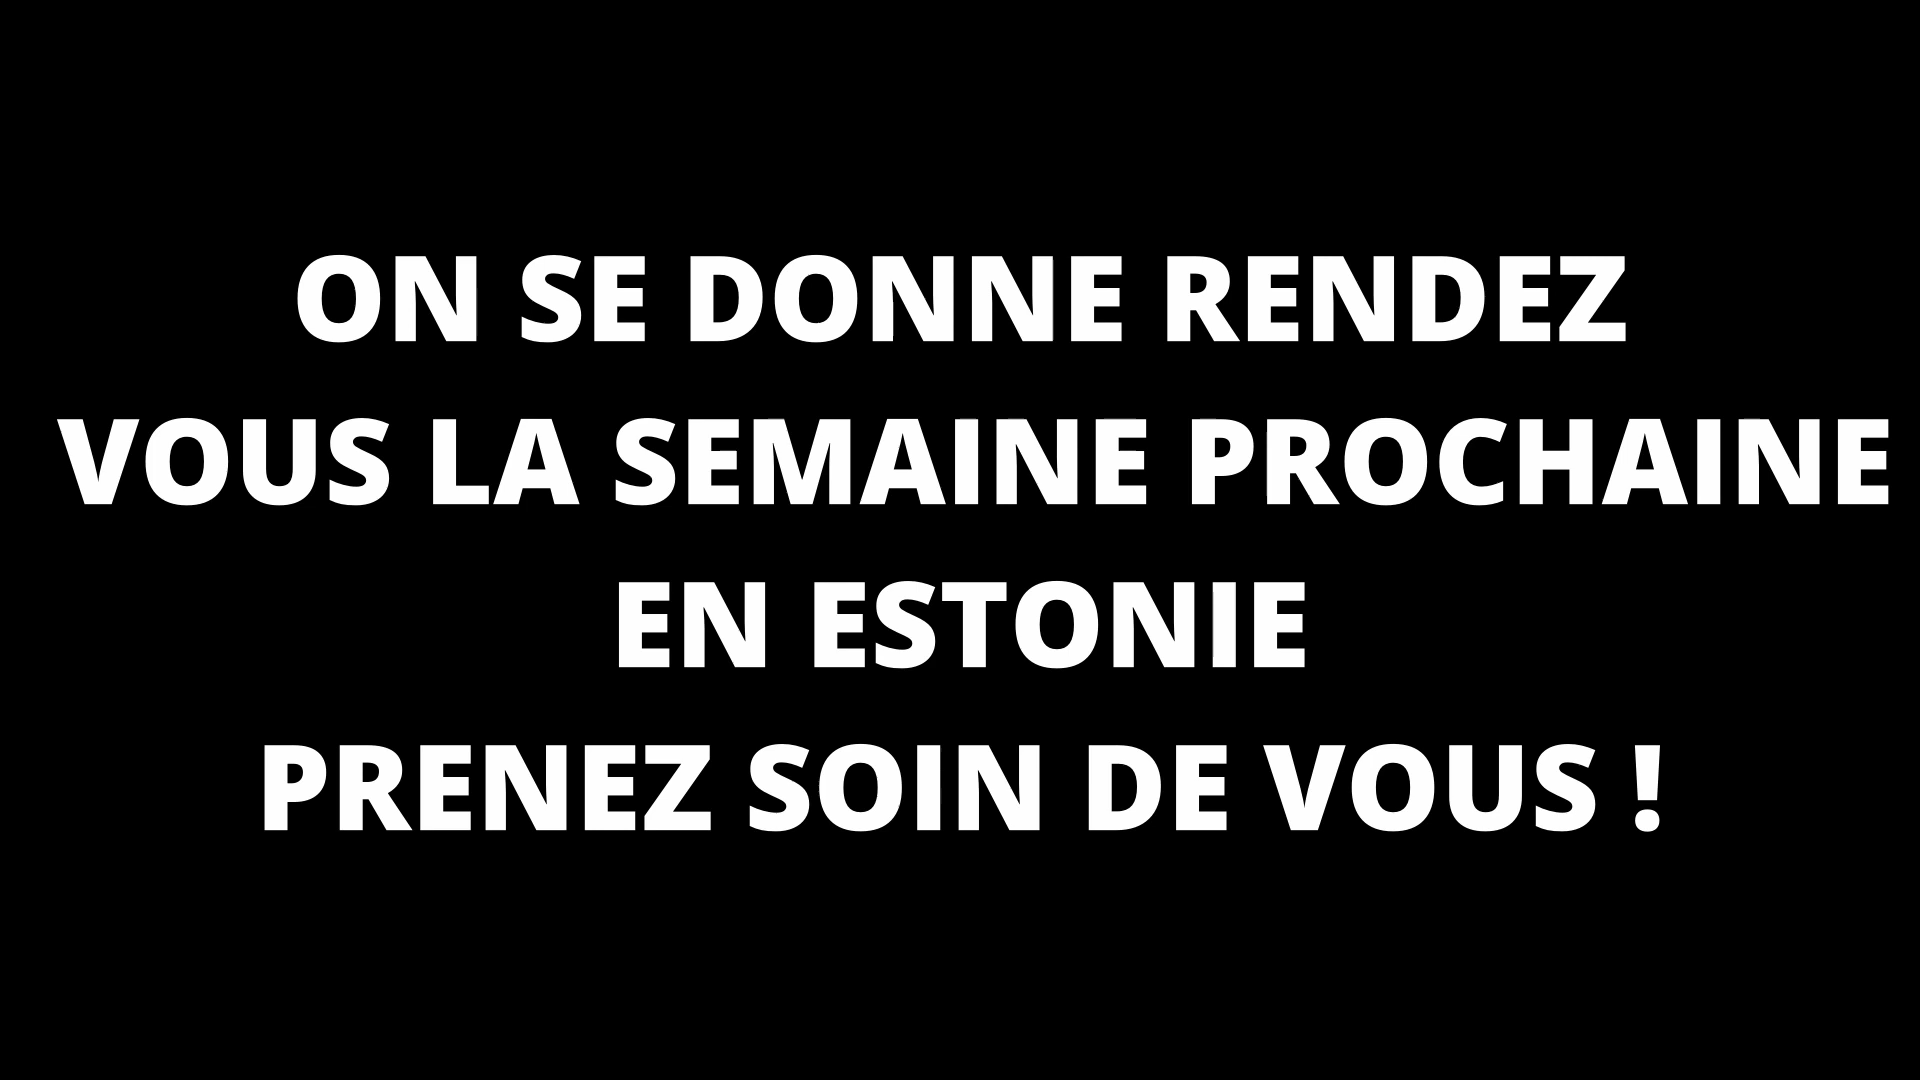 ON SE DONNE RENDEZ
VOUS LA SEMAINE PROCHAINE
EN ESTONIE
PRENEZ SOIN DE VOUS !